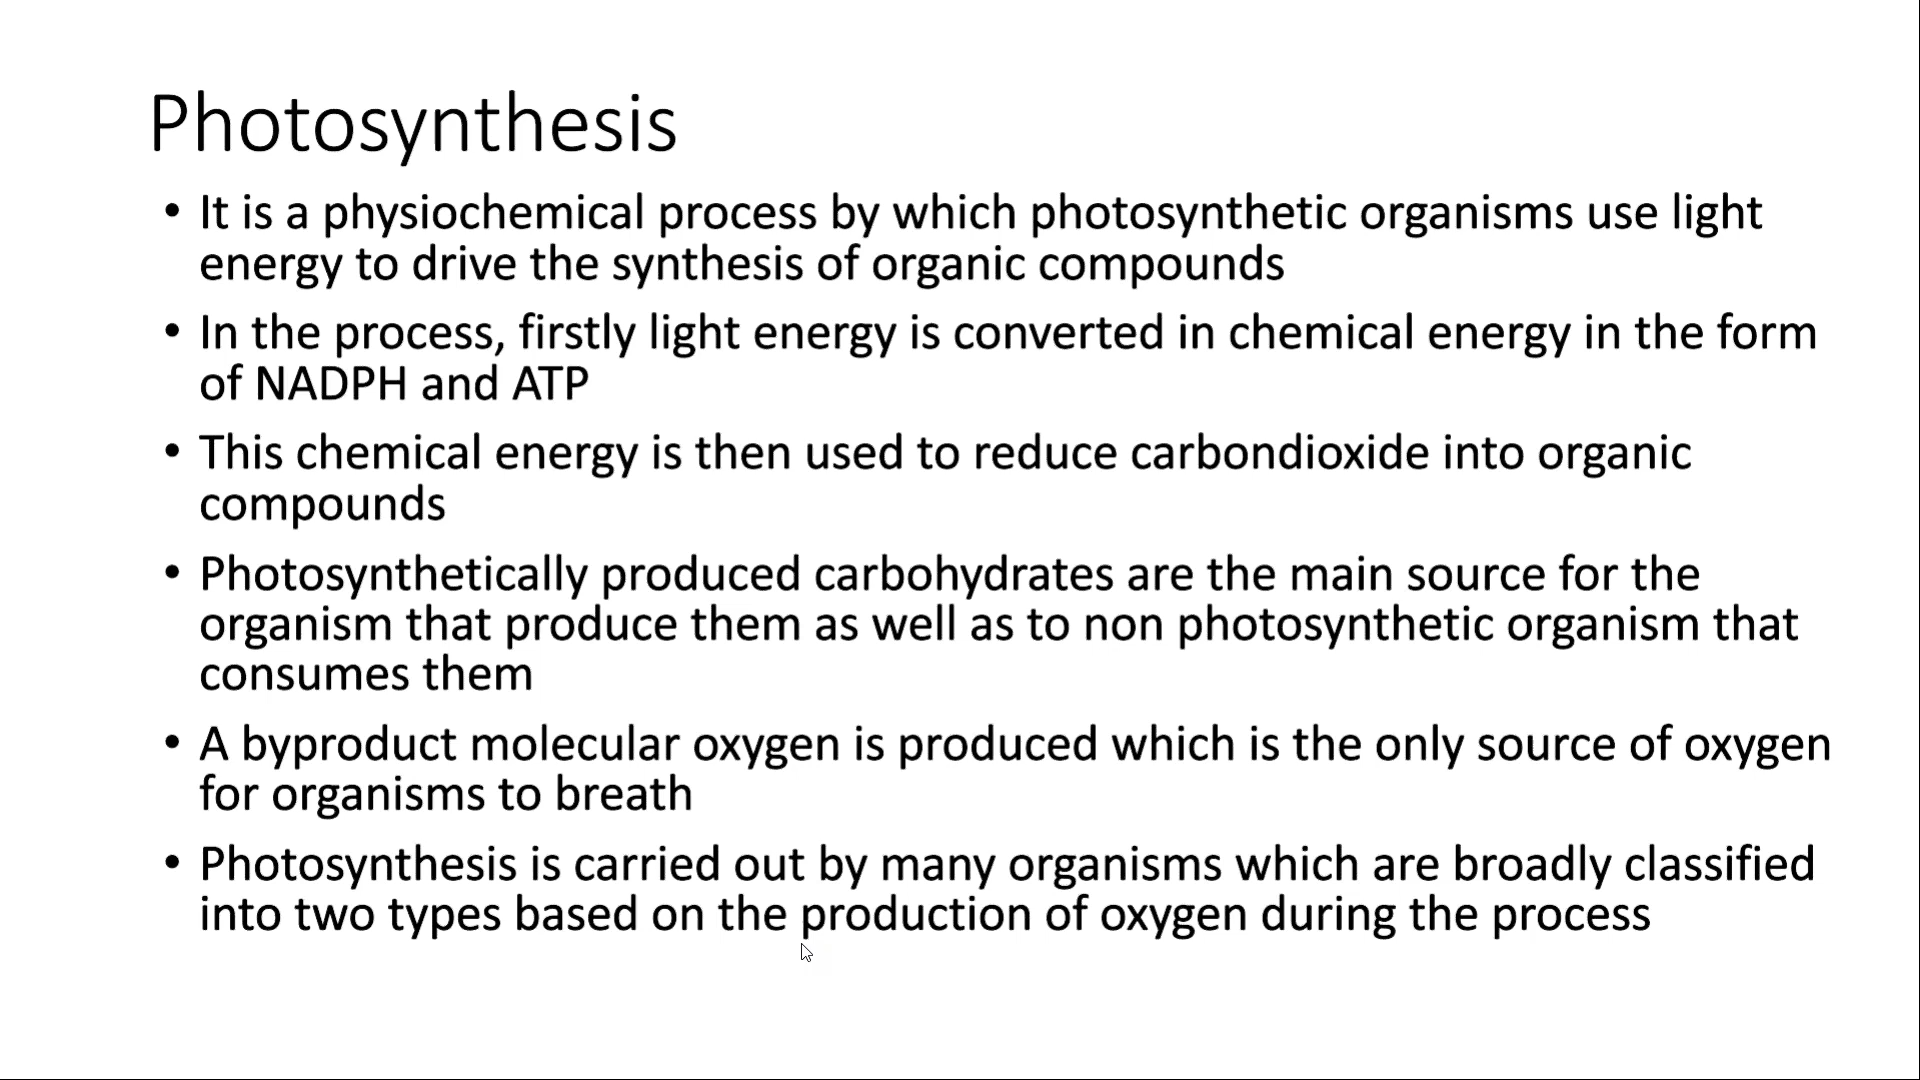 Photosynthesis
• It is a physiochemical process by which photosynthetic organisms use light
energy to drive the synthesis of organic compounds
• In the process, firstly light energy is converted in chemical energy in the form
of NADPH and ATP
• This chemical energy is then used to reduce carbondioxide into organic
compounds
• Photosynthetically produced carbohydrates are the main source for the
organism that produce them as well as to non photosynthetic organism that
consumes them
• A byproduct molecular oxygen is produced which is the only source of oxygen
for organisms to breath
• Photosynthesis is carried out by many organisms which are broadly classified
into two types based on the production of oxygen during the process